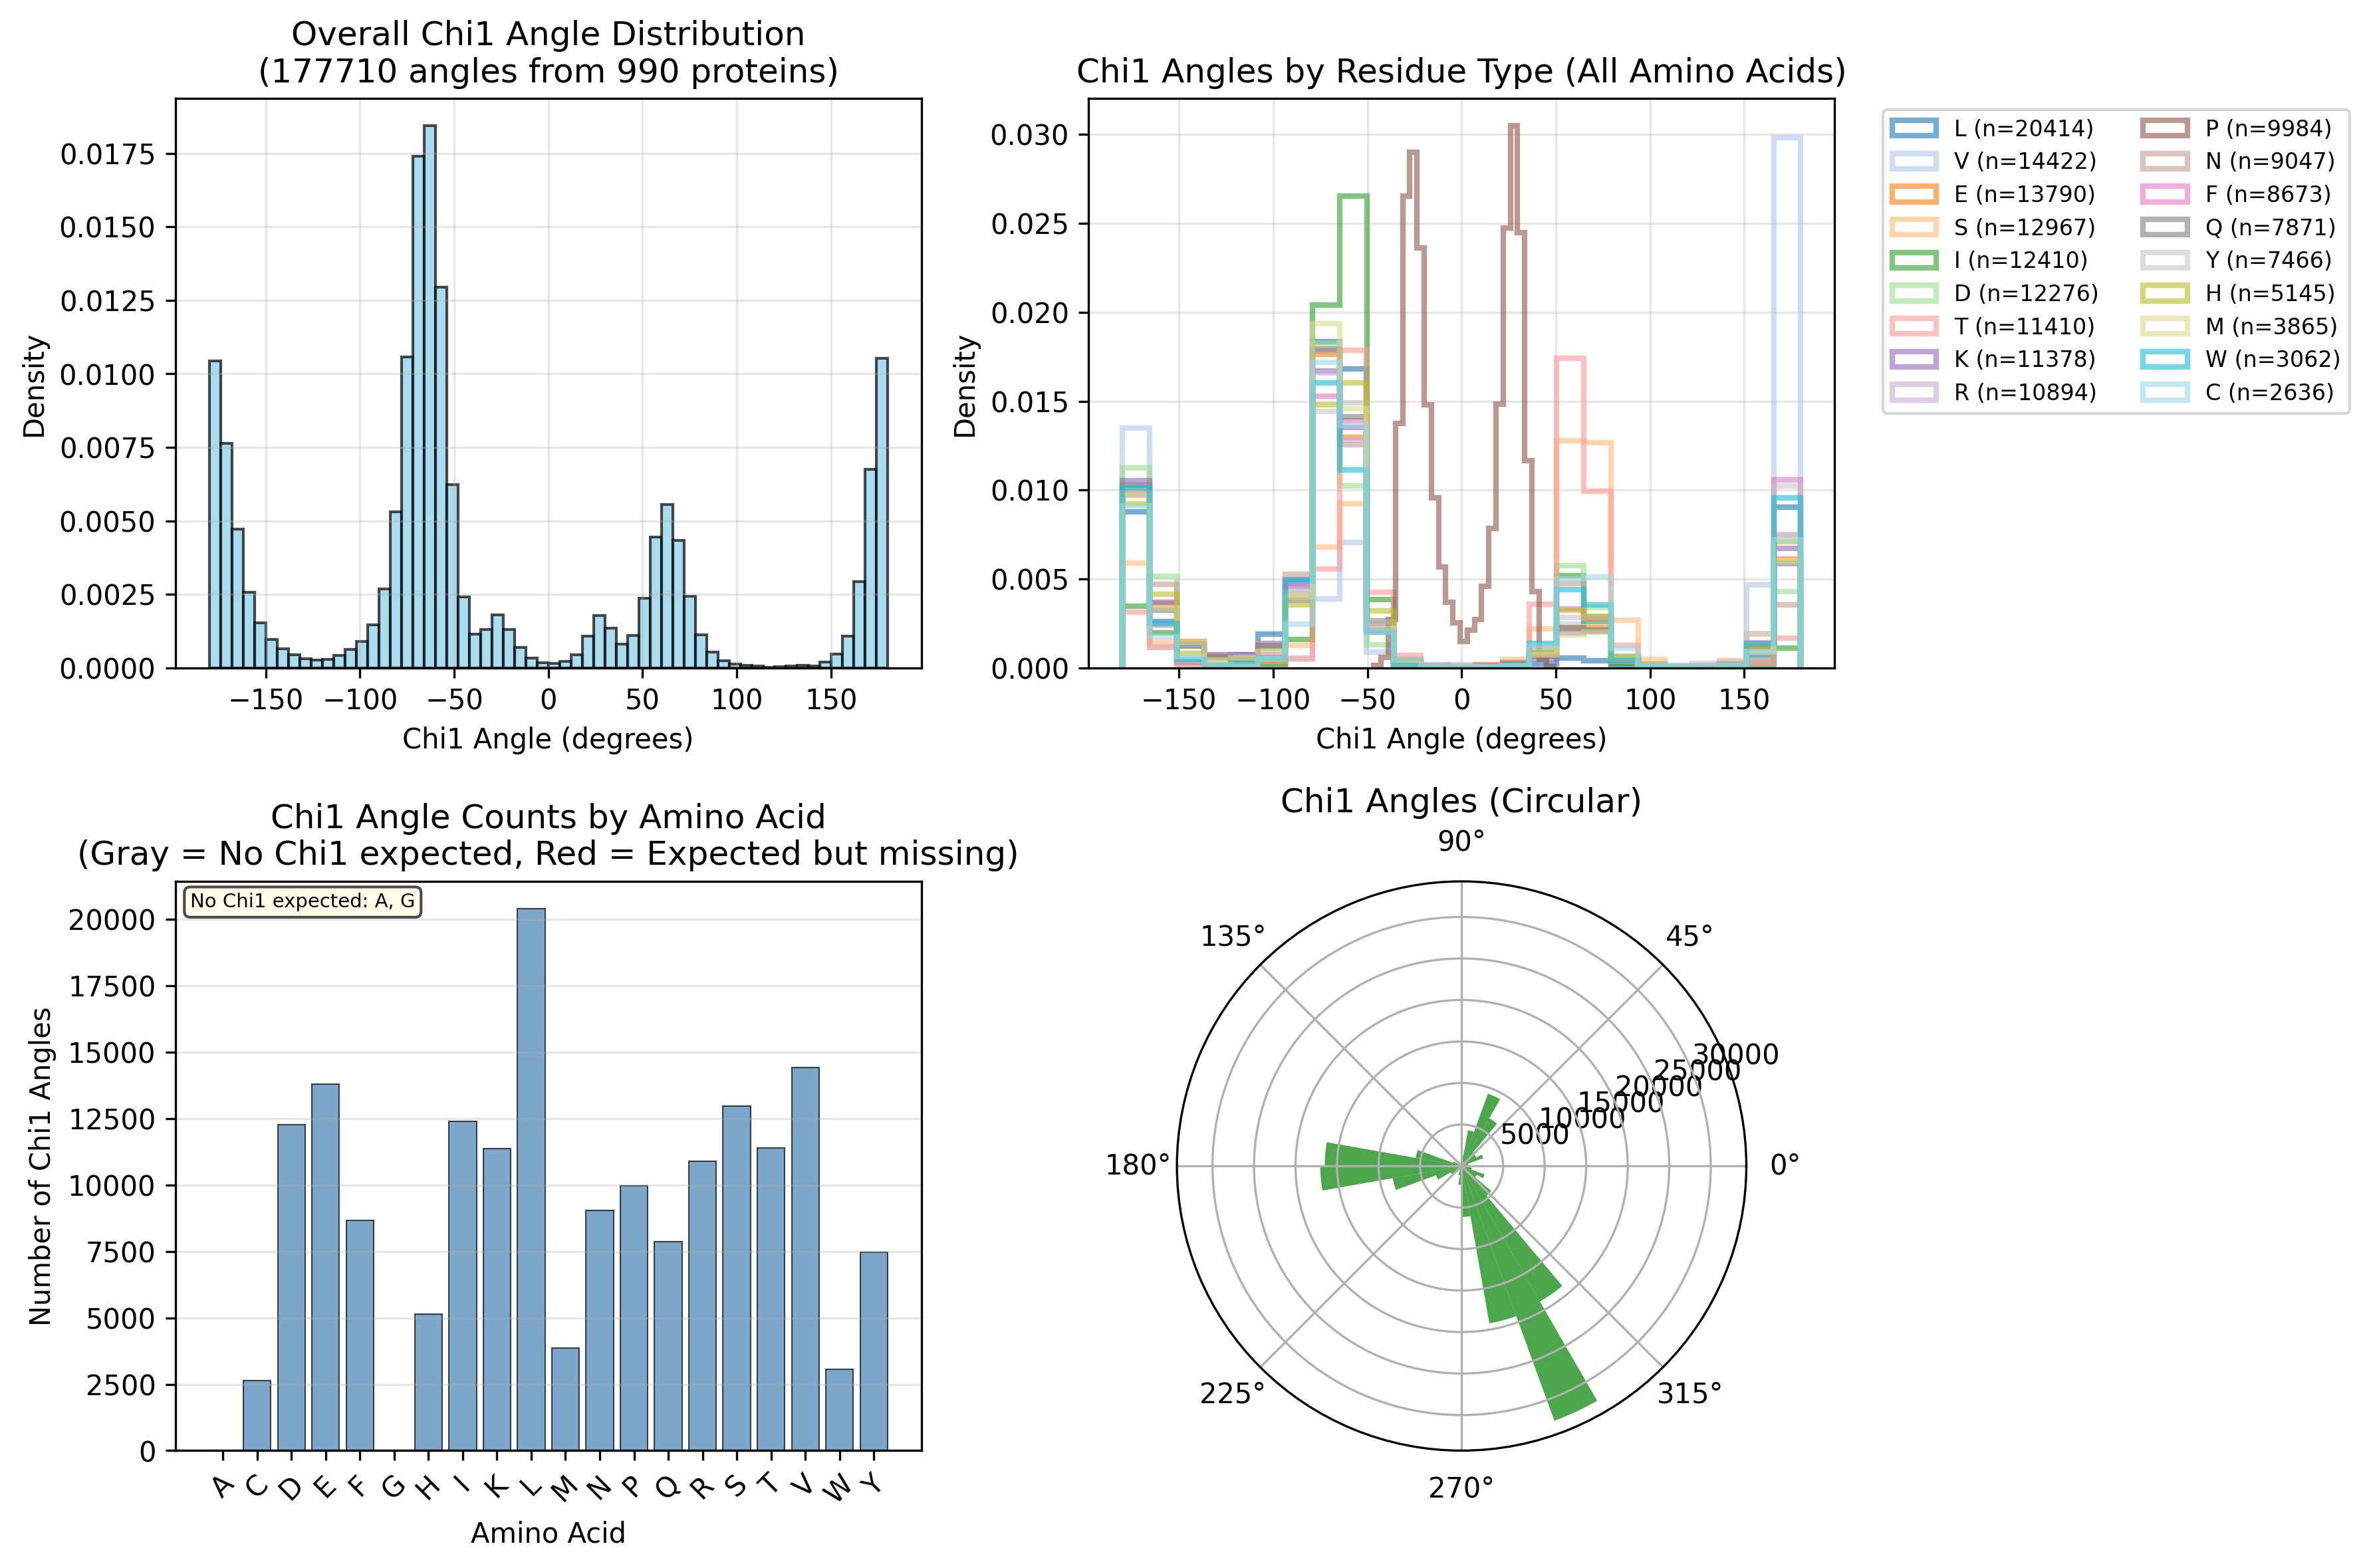 Overall Chi1 Angle Distribution
(177710 angles from 990 proteins)
Density
0.0175
0.0150
0.0125
0.0100
0.0075
0.0050
0.0025
0.0000
−150
−100
−50
0
50
100
150
Chi1 Angle (degrees)
Chi1 Angles by Residue Type (All Amino Acids)
Density
0.030
0.025
0.020
0.015
0.010
0.005
0.000
−150
−100
−50
0
50
100
150
Chi1 Angle (degrees)
L (n=20414)
V (n=14422)
E (n=13790)
S (n=12967)
I (n=12410)
D (n=12276)
T (n=11410)
K (n=11378)
R (n=10894)
P (n=9984)
N (n=9047)
F (n=8673)
Q (n=7871)
Y (n=7466)
H (n=5145)
M (n=3865)
W (n=3062)
C (n=2636)
Chi1 Angle Counts by Amino Acid
(Gray = No Chi1 expected, Red = Expected but missing)
No Chi1 expected: A, G
Number of Chi1 Angles
20000
17500
15000
12500
10000
7500
5000
2500
0
A
C
D
E
F
G
H
I
K
L
M
N
P
Q
R
S
T
V
W
Y
Amino Acid
Chi1 Angles (Circular)
90°
135°
45°
180°
0°
225°
315°
270°
5000
10000
15000
20000
25000
30000